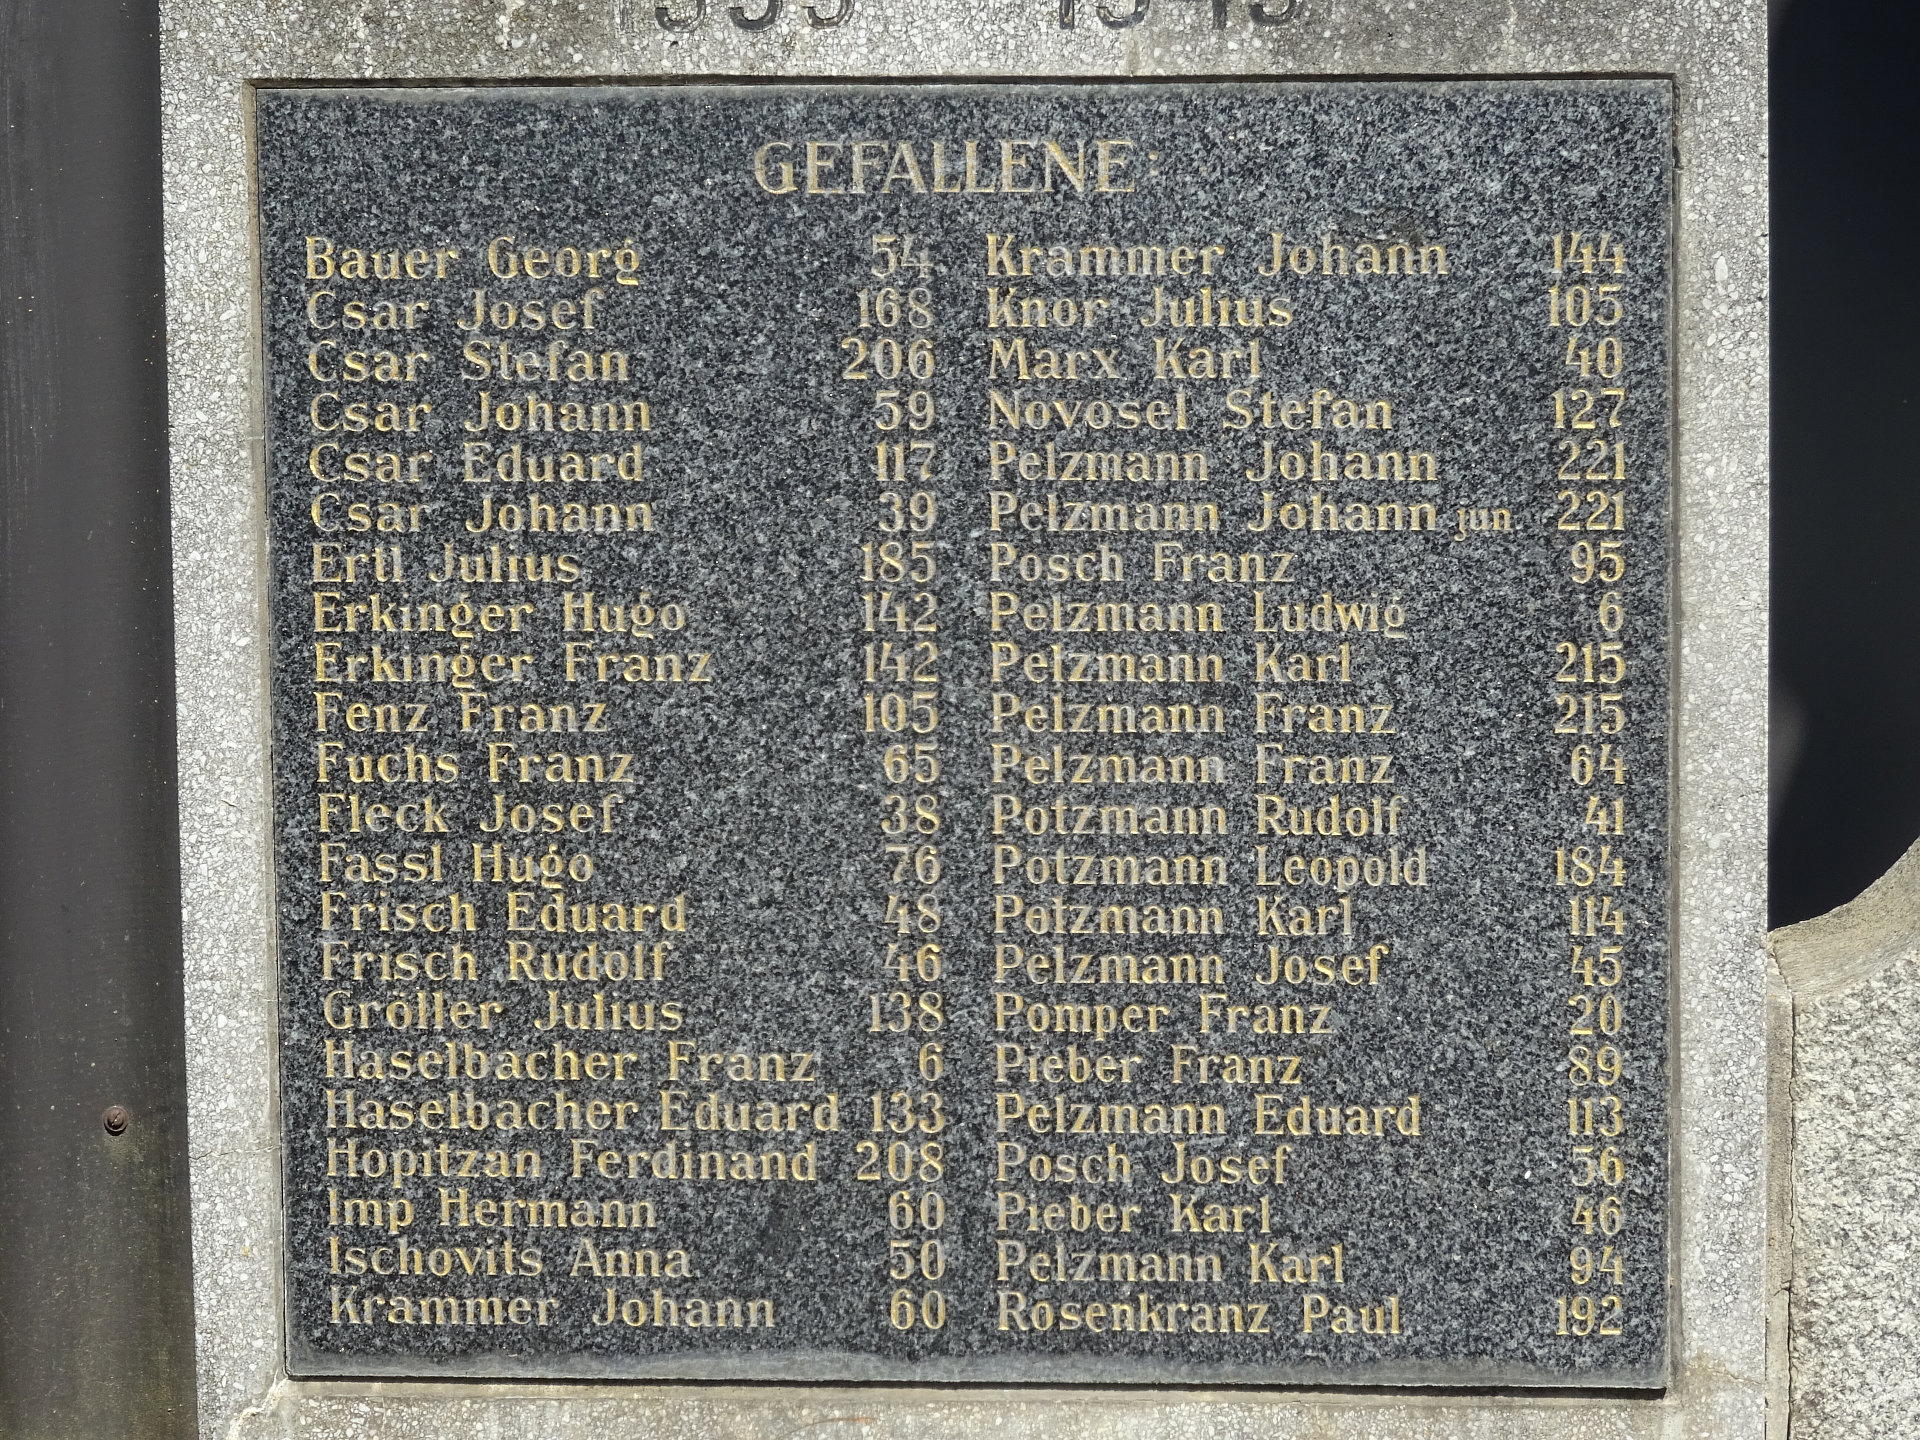 1939 1945
GEFALLENE:
Bauer Georg 54
Csar Josef 168
Csar Stefan 206
Csar Johann 59
Csar Eduard 117
Csar Johann 39
Ertl Julius 185
Erkinger Hugo 142
Erkinger Franz 142
Fenz Franz 105
Fuchs Franz 65
Fleck Josef 38
Fassl Hugo 76
Frisch Eduard 48
Frisch Rudolf 46
Gröller Julius 138
Haselbacher Franz 6
Haselbacher Eduard 133
Hopitzan Ferdinand 208
Imp Hermann 60
Ischovits Anna 50
Krammer Johann 60
Krammer Johann 144
Knor Julius 105
Marx Karl 40
Novosel Stefan 127
Pelzmann Johann 221
Pelzmann Johann jun. 221
Posch Franz 95
Pelzmann Ludwig 6
Pelzmann Karl 215
Pelzmann Franz 215
Pelzmann Franz 64
Potzmann Rudolf 41
Potzmann Leopold 184
Potzmann Karl 114
Pelzmann Josef 45
Pomper Franz 20
Pieber Franz 89
Pelzmann Eduard 113
Posch Josef 56
Pieber Karl 46
Pelzmann Karl 94
Rosenkranz Paul 192